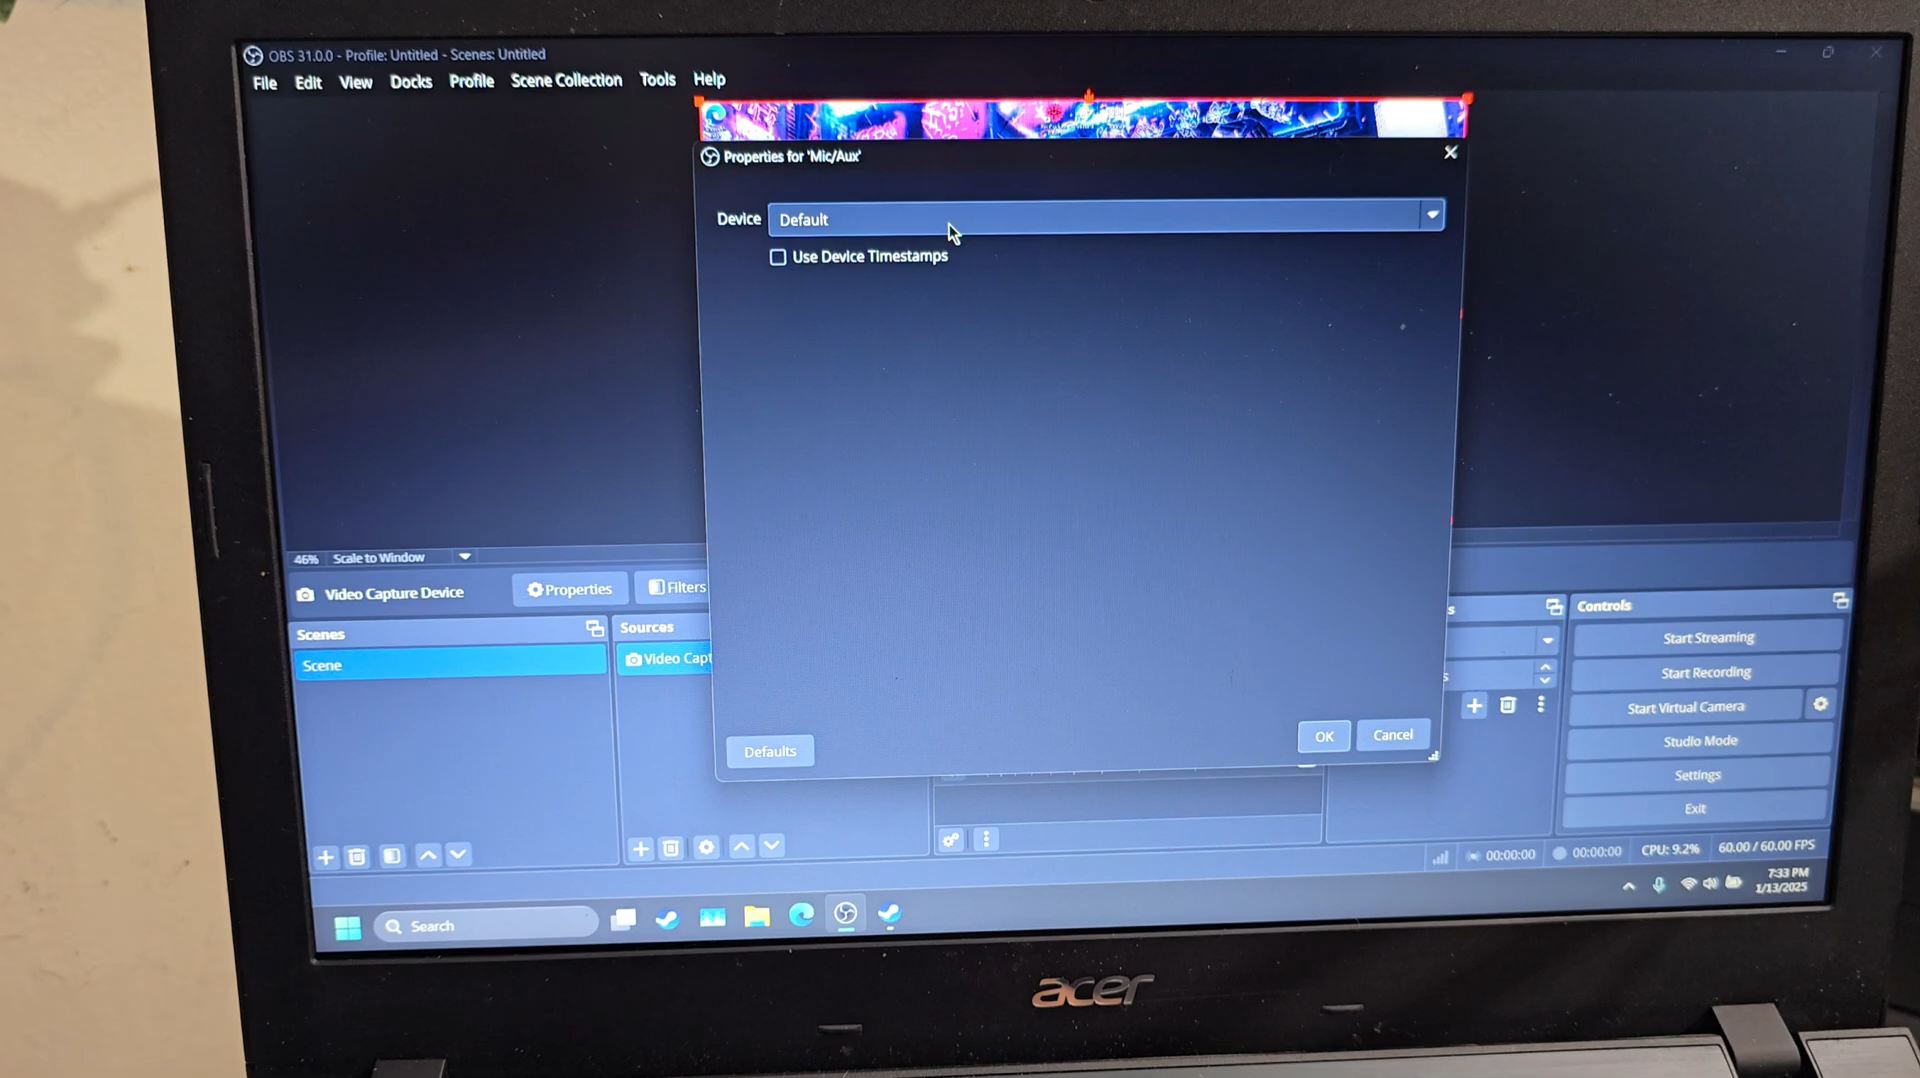 OBS 31.0.0 - Profile: Untitled - Scenes: Untitled
File Edit View Docks Profile Scene Collection Tools Help
Properties for 'Mic/Aux'
Device Default
Use Device Timestamps
46% Scale to Window
Video Capture Device Properties Filters
Scenes Sources s Controls
Scene Video Capt Start Streaming
s Start Recording
Start Virtual Camera
Studio Mode
Defaults OK Cancel
Settings
Exit
00:00:00 00:00:00 CPU: 9.2% 60.00 / 60.00 FPS
Search
7:33 PM
1/13/2025
acer